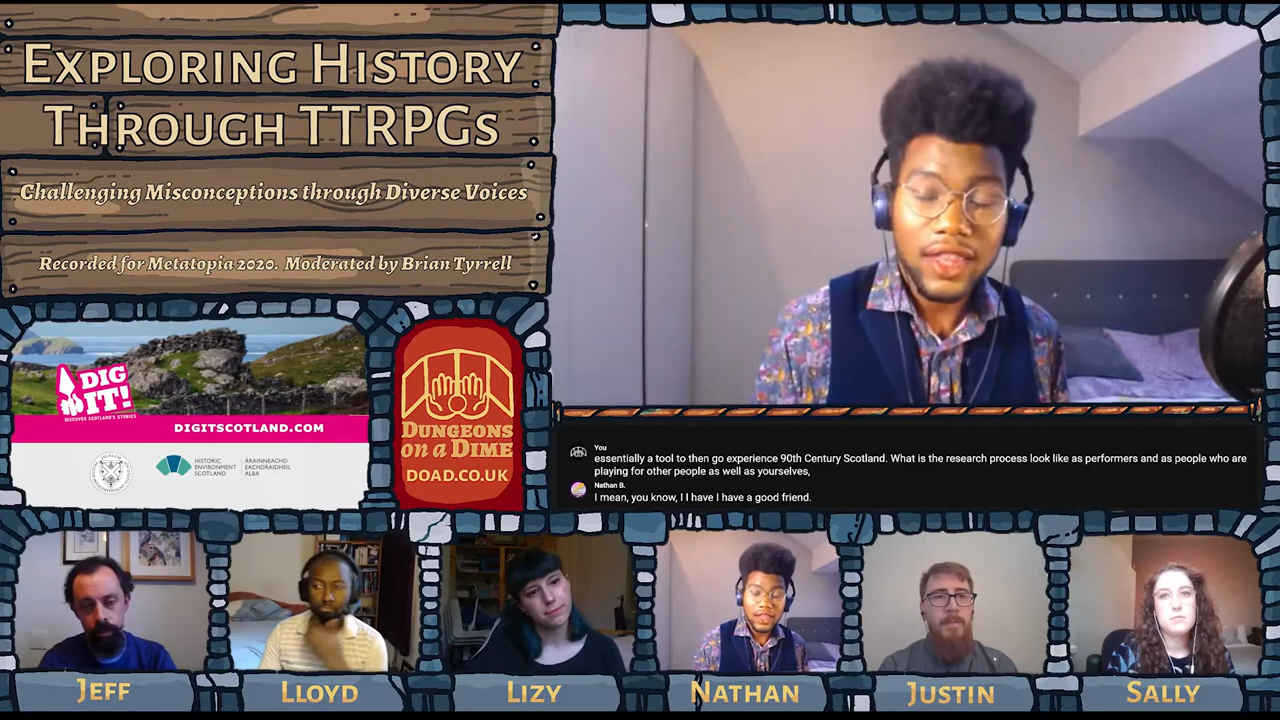 EXPLORING HISTORY
THROUGH TTRPGS
Challenging Misconceptions through Diverse Voices
Recorded for Metatopia 2020. Moderated by Brian Tyrrell
DIG
IT!
DISCOVER SCOTLAND'S STORIES
DIGITSCOTLAND.COM
HISTORIC
ENVIRONMENT
SCOTLAND
ÀRAINNEACHD
EACHDRAIDHEIL
ALBA
DUNGEONS
on a DIME
DOAD.CO.UK
You
essentially a tool to then go experience 90th Century Scotland. What is the research process look like as performers and as people who are
playing for other people as well as yourselves,
Nathan B.
I mean, you know, I I have I have a good friend.
JEFF
LLOYD
LIZY
NATHAN
JUSTIN
SALLY